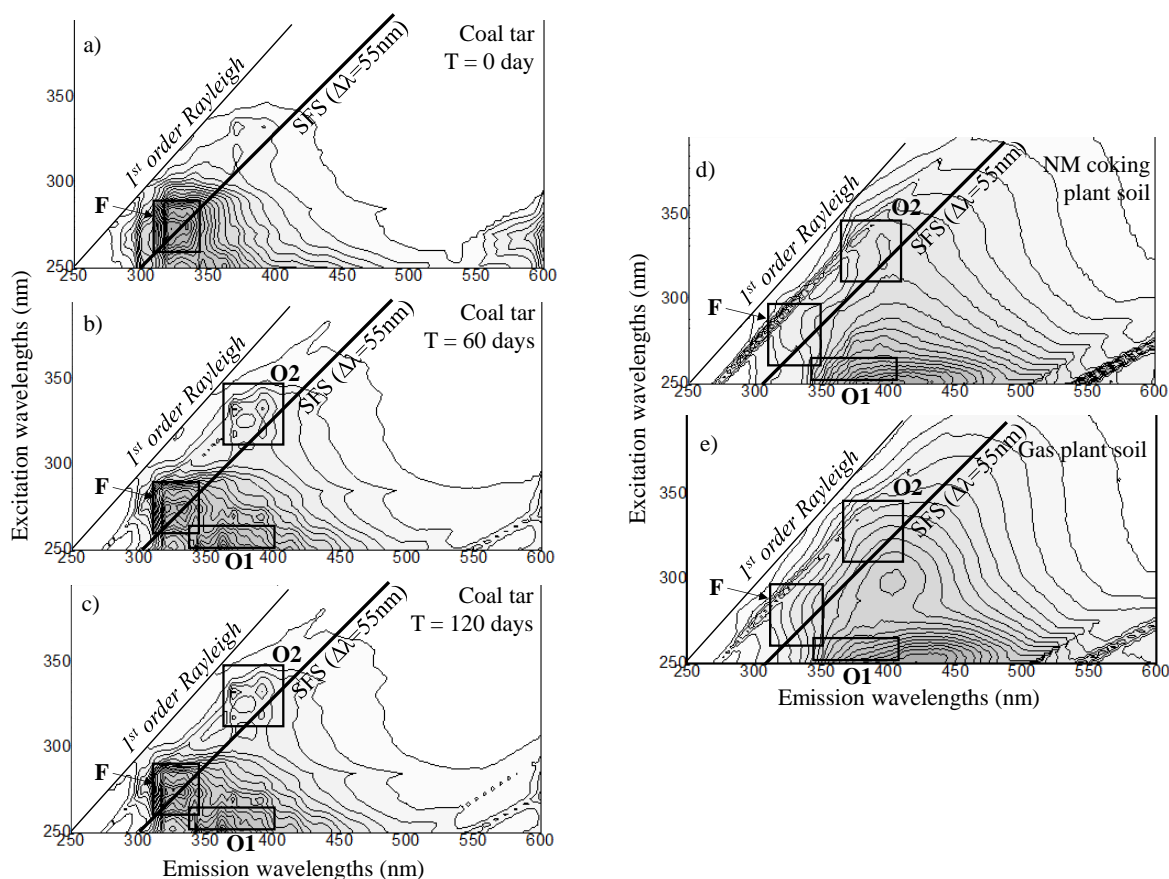 a)
Coal tar
T = 0 day
1st order Rayleigh
SFS (Δλ=55nm)
F
350
300
250
250 300 350 400 450 500 550 600
b)
Coal tar
T = 60 days
1st order Rayleigh
SFS (Δλ=55nm)
O2
F
O1
350
300
250
250 300 350 400 450 500 550 600
c)
Coal tar
T = 120 days
1st order Rayleigh
SFS (Δλ=55nm)
O2
F
O1
350
300
250
250 300 350 400 450 500 550 600
Excitation wavelengths (nm)
Emission wavelengths (nm)
d)
NM coking
plant soil
1st order Rayleigh
SFS (Δλ=55nm)
O2
F
O1
350
300
250
250 300 350 400 450 500 550 600
e)
Gas plant soil
1st order Rayleigh
SFS (Δλ=55nm)
O2
F
O1
350
300
250
250 300 350 400 450 500 550 600
Excitation wavelengths (nm)
Emission wavelengths (nm)